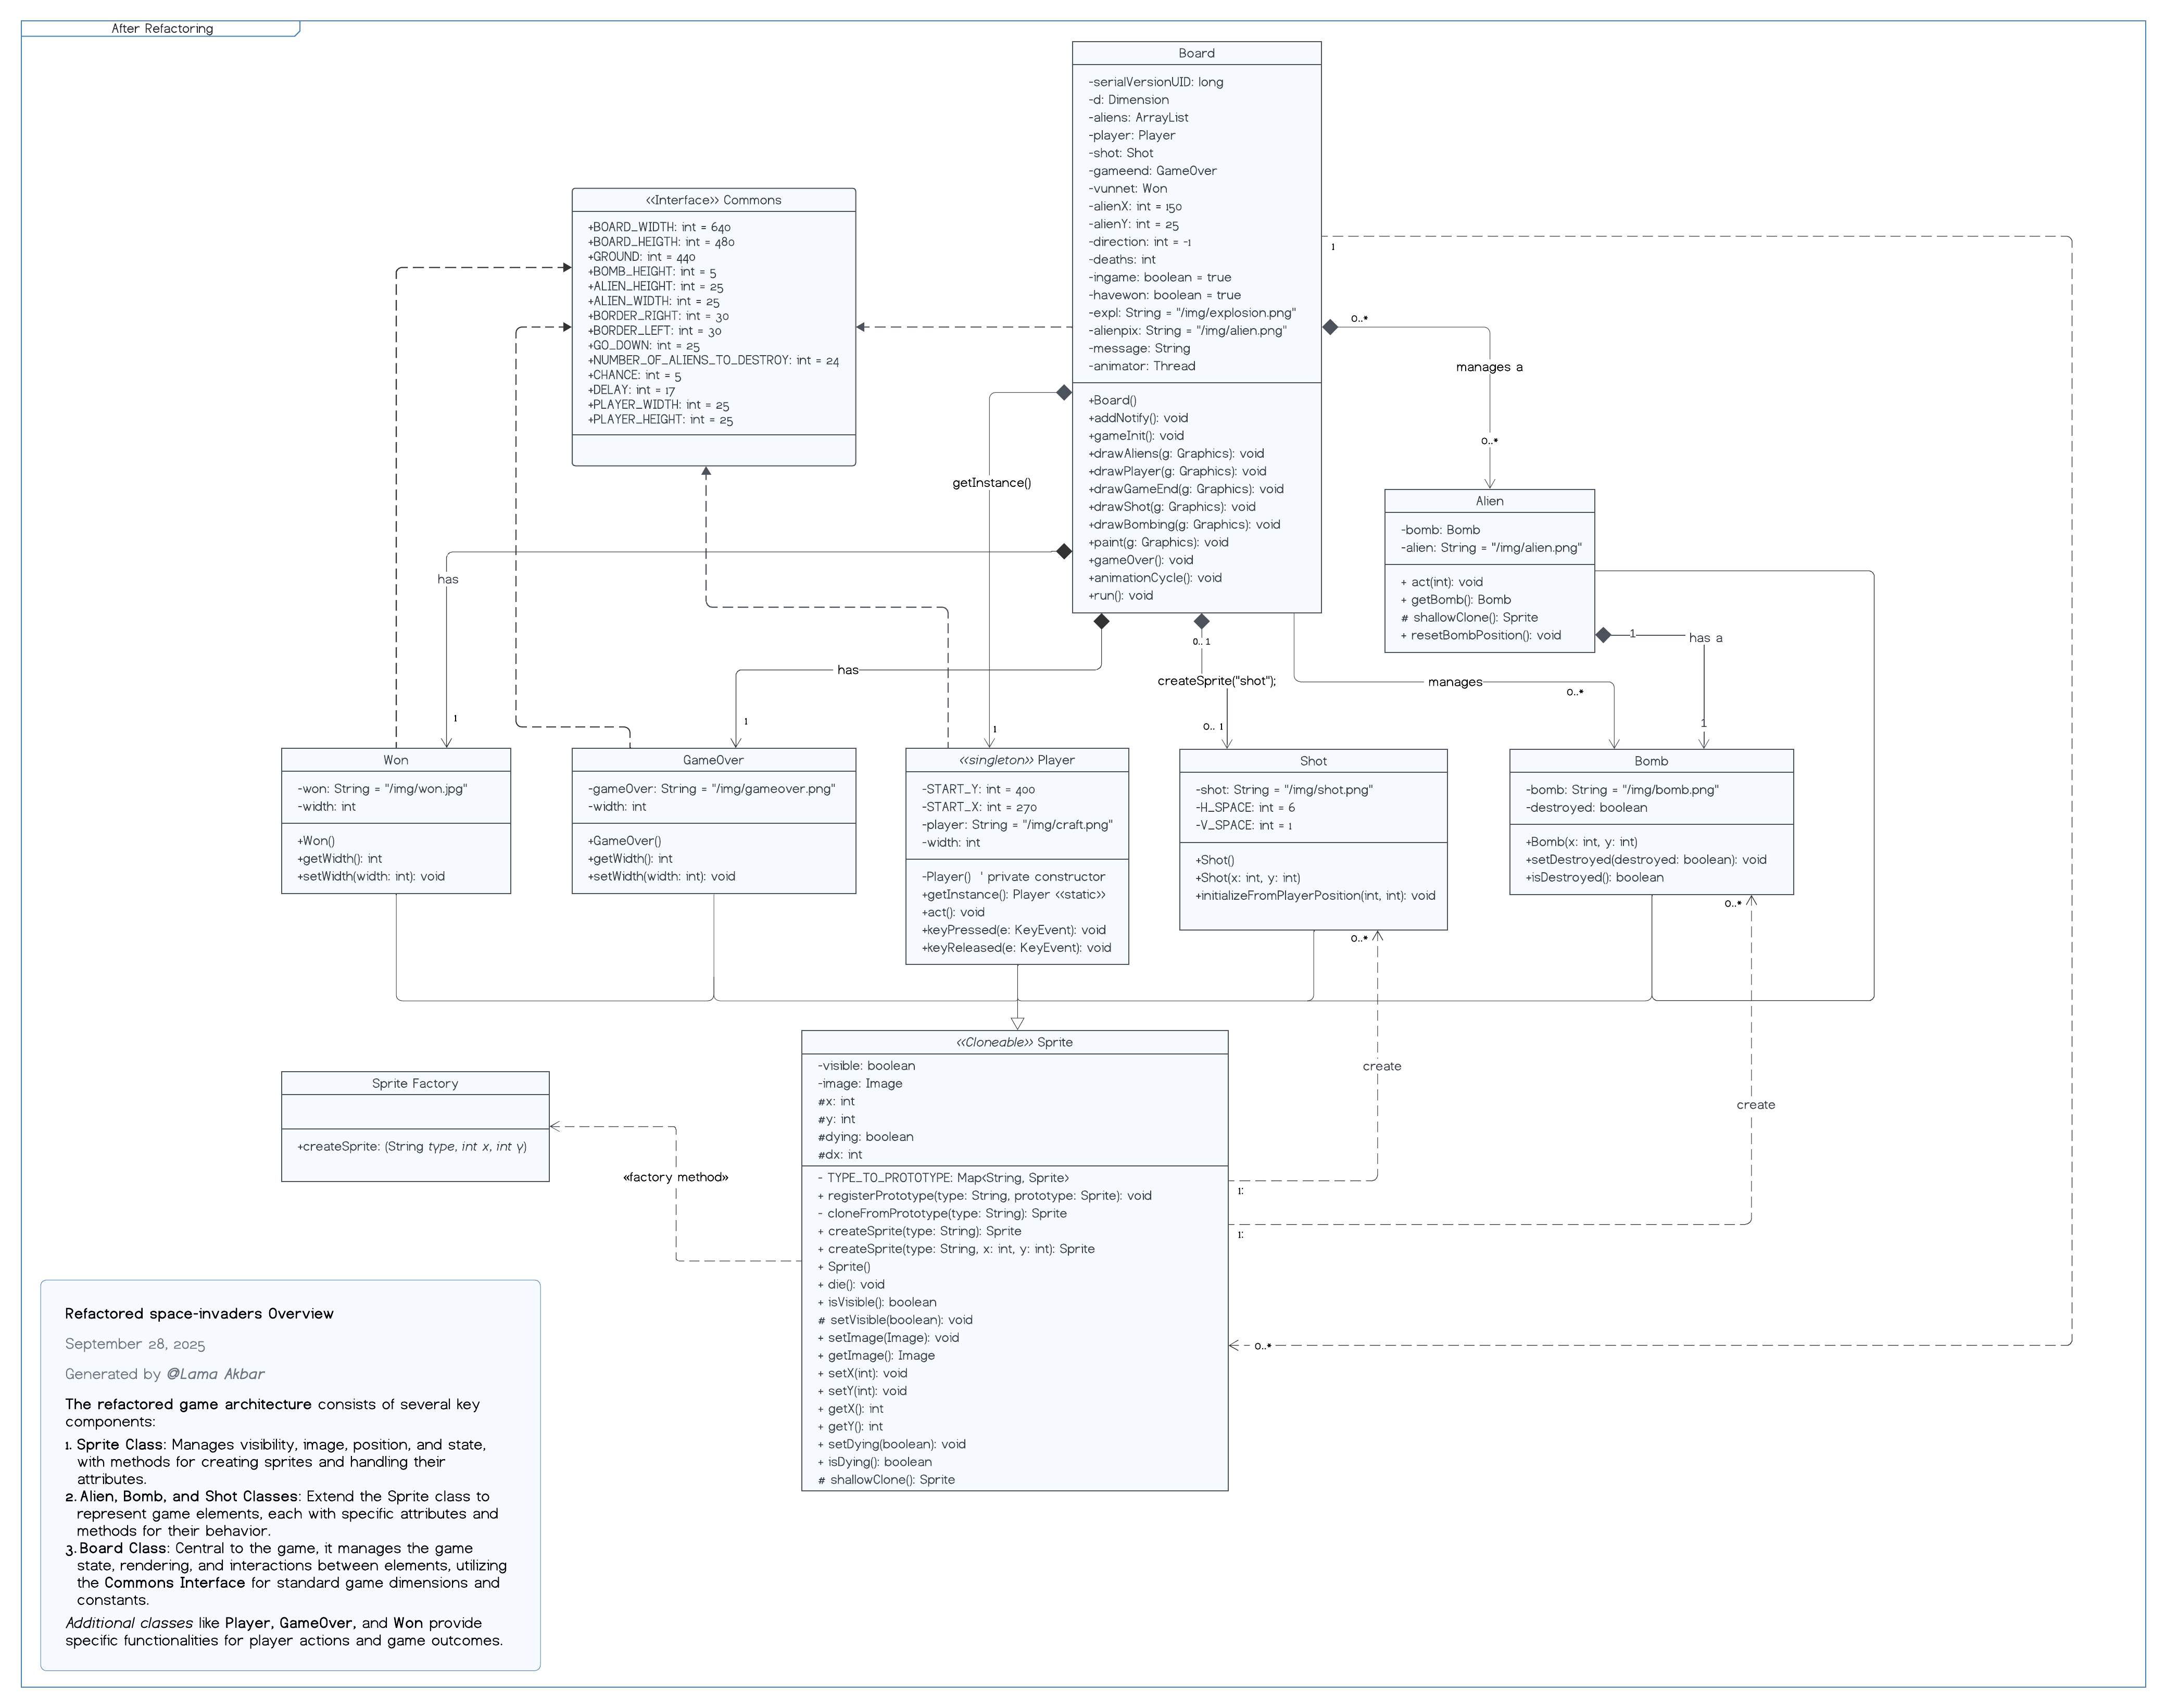 After Refactoring
Board
-serialVersionUID: long
-d: Dimension
-aliens: ArrayList
-player: Player
-shot: Shot
-gameend: GameOver
-vunnet: Won
-alienX: int = 150
-alienY: int = 25
-direction: int = -1
-deaths: int
-ingame: boolean = true
-havewon: boolean = true
-expl: String = "/img/explosion.png"
-alienpix: String = "/img/alien.png"
-message: String
-animator: Thread
+Board()
+addNotify(): void
+gameInit(): void
+drawAliens(g: Graphics): void
+drawPlayer(g: Graphics): void
+drawGameEnd(g: Graphics): void
+drawShot(g: Graphics): void
+drawBombing(g: Graphics): void
+paint(g: Graphics): void
+gameOver(): void
+animationCycle(): void
+run(): void
<<Interface>> Commons
+BOARD_WIDTH: int = 640
+BOARD_HEIGTH: int = 480
+GROUND: int = 440
+BOMB_HEIGHT: int = 5
+ALIEN_HEIGHT: int = 25
+ALIEN_WIDTH: int = 25
+BORDER_RIGHT: int = 30
+BORDER_LEFT: int = 30
+GO_DOWN: int = 25
+NUMBER_OF_ALIENS_TO_DESTROY: int = 24
+CHANCE: int = 5
+DELAY: int = 17
+PLAYER_WIDTH: int = 25
+PLAYER_HEIGHT: int = 25
1
0..*
manages a
0..*
getInstance()
Alien
-bomb: Bomb
-alien: String = "/img/alien.png"
+ act(int): void
+ getBomb(): Bomb
# shallowClone(): Sprite
+ resetBombPosition(): void
has
1
has a
0.. 1
has
createSprite("shot");
manages
0..*
1
1
1
0.. 1
1
Won
-won: String = "/img/won.jpg"
-width: int
+Won()
+getWidth(): int
+setWidth(width: int): void
GameOver
-gameOver: String = "/img/gameover.png"
-width: int
+GameOver()
+getWidth(): int
+setWidth(width: int): void
<<singleton>> Player
-START_Y: int = 400
-START_X: int = 270
-player: String = "/img/craft.png"
-width: int
-Player() ' private constructor
+getInstance(): Player <<static>>
+act(): void
+keyPressed(e: KeyEvent): void
+keyReleased(e: KeyEvent): void
Shot
-shot: String = "/img/shot.png"
-H_SPACE: int = 6
-V_SPACE: int = 1
+Shot()
+Shot(x: int, y: int)
+initializeFromPlayerPosition(int, int): void
Bomb
-bomb: String = "/img/bomb.png"
-destroyed: boolean
+Bomb(x: int, y: int)
+setDestroyed(destroyed: boolean): void
+isDestroyed(): boolean
0..*
0..*
<<Cloneable>> Sprite
-visible: boolean
-image: Image
#x: int
#y: int
#dying: boolean
#dx: int
- TYPE_TO_PROTOTYPE: Map<String, Sprite>
+ registerPrototype(type: String, prototype: Sprite): void
- cloneFromPrototype(type: String): Sprite
+ createSprite(type: String): Sprite
+ createSprite(type: String, x: int, y: int): Sprite
+ Sprite()
+ die(): void
+ isVisible(): boolean
# setVisible(boolean): void
+ setImage(Image): void
+ getImage(): Image
+ setX(int): void
+ setY(int): void
+ getX(): int
+ getY(): int
+ setDying(boolean): void
+ isDying(): boolean
# shallowClone(): Sprite
create
create
1:
1:
0..*
Sprite Factory
+createSprite: (String type, int x, int y)
«factory method»
Refactored space-invaders Overview
September 28, 2025
Generated by @Lama Akbar
The refactored game architecture consists of several key
components:
1. Sprite Class: Manages visibility, image, position, and state,
with methods for creating sprites and handling their
attributes.
2. Alien, Bomb, and Shot Classes: Extend the Sprite class to
represent game elements, each with specific attributes and
methods for their behavior.
3. Board Class: Central to the game, it manages the game
state, rendering, and interactions between elements, utilizing
the Commons Interface for standard game dimensions and
constants.
Additional classes like Player, GameOver, and Won provide
specific functionalities for player actions and game outcomes.